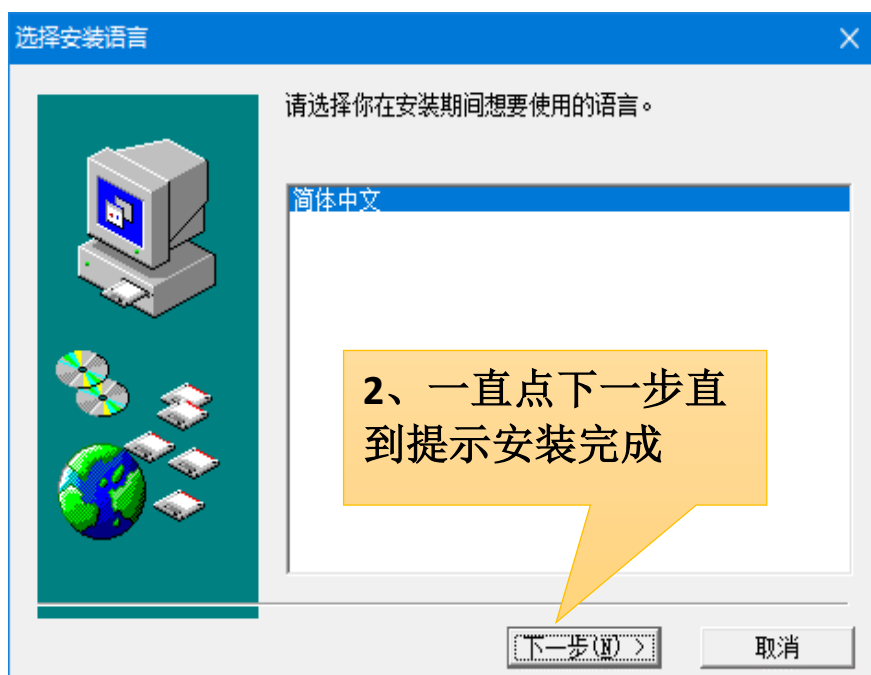 选择安装语言
请选择你在安装期间想要使用的语言。
简体中文
2、一直点下一步直
到提示安装完成
下一步(N) >
取消